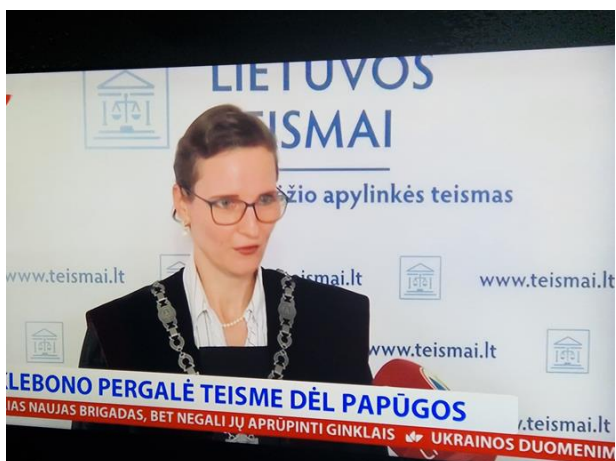 LIETUVOS
TEISMAI
žio apylinkės teismas
www.teismai.lt
ismai.lt
www.teismai.lt
www.teismai.lt
.teismai.lt
KLEBONO PERGALĖ TEISME DĖL PAPŪGOS
IAS NAUJAS BRIGADAS, BET NEGALI JŲ APRŪPINTI GINKLAIS UKRAINOS DUOMENIM